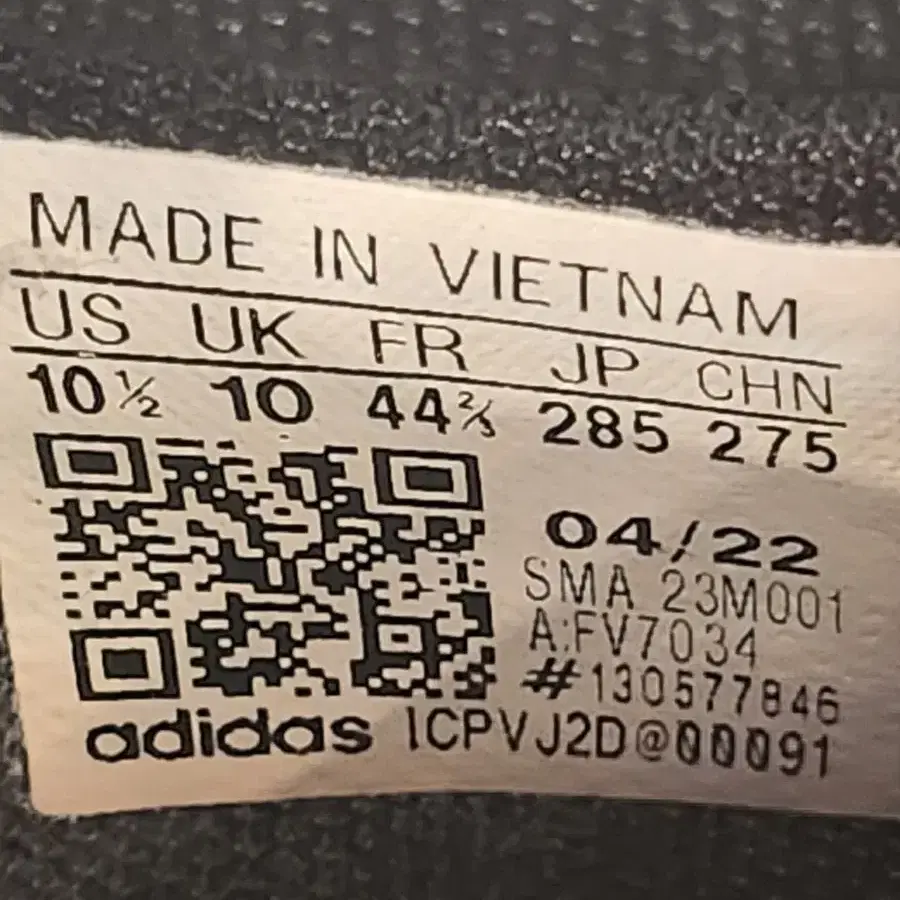 MADE IN VIETNAM
US UK FR JP CHN
10½ 10 44⅔ 285 275
04/22
SMA 23M001
A:FV7034
#130577846
adidas ICPVJ2D@00091